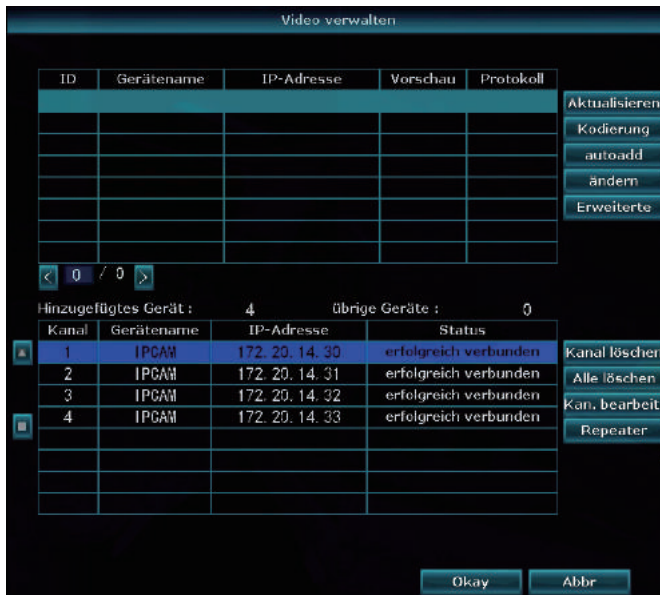 Video verwalten
ID Gerätename IP-Adresse Vorschau Protokoll
Aktualisieren
Kodierung
autoadd
ändern
Erweiterte
< 0 / 0 >
Hinzugefügtes Gerät : 4 übrige Geräte : 0
Kanal Gerätename IP-Adresse Status
1 IPCAM 172. 20. 14. 30 erfolgreich verbunden Kanal löschen
2 IPCAM 172. 20. 14. 31 erfolgreich verbunden Alle löschen
3 IPCAM 172. 20. 14. 32 erfolgreich verbunden Kan. bearbeit
4 IPCAM 172. 20. 14. 33 erfolgreich verbunden Repeater
Okay Abbr